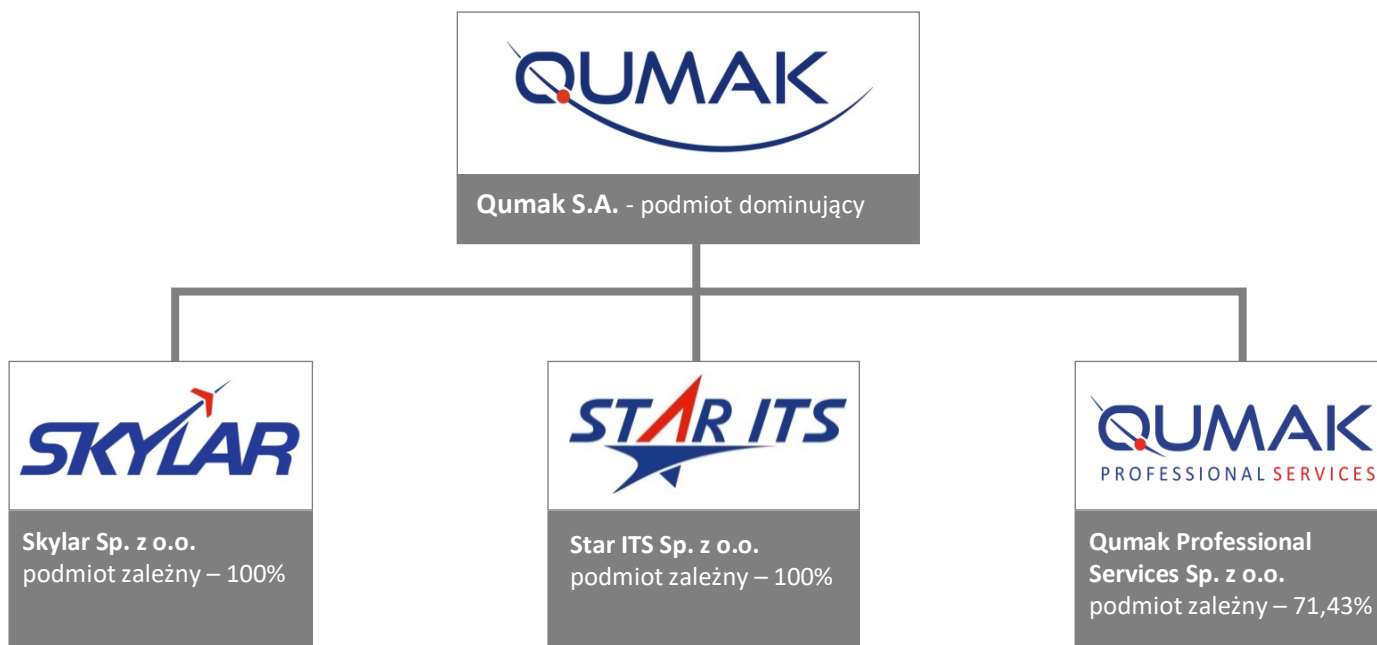 QUMAK
Qumak S.A. - podmiot dominujący
SKYLAR
Skylar Sp. z o.o.
podmiot zależny – 100%
STAR ITS
Star ITS Sp. z o.o.
podmiot zależny – 100%
QUMAK
PROFESSIONAL SERVICES
Qumak Professional
Services Sp. z o.o.
podmiot zależny – 71,43%